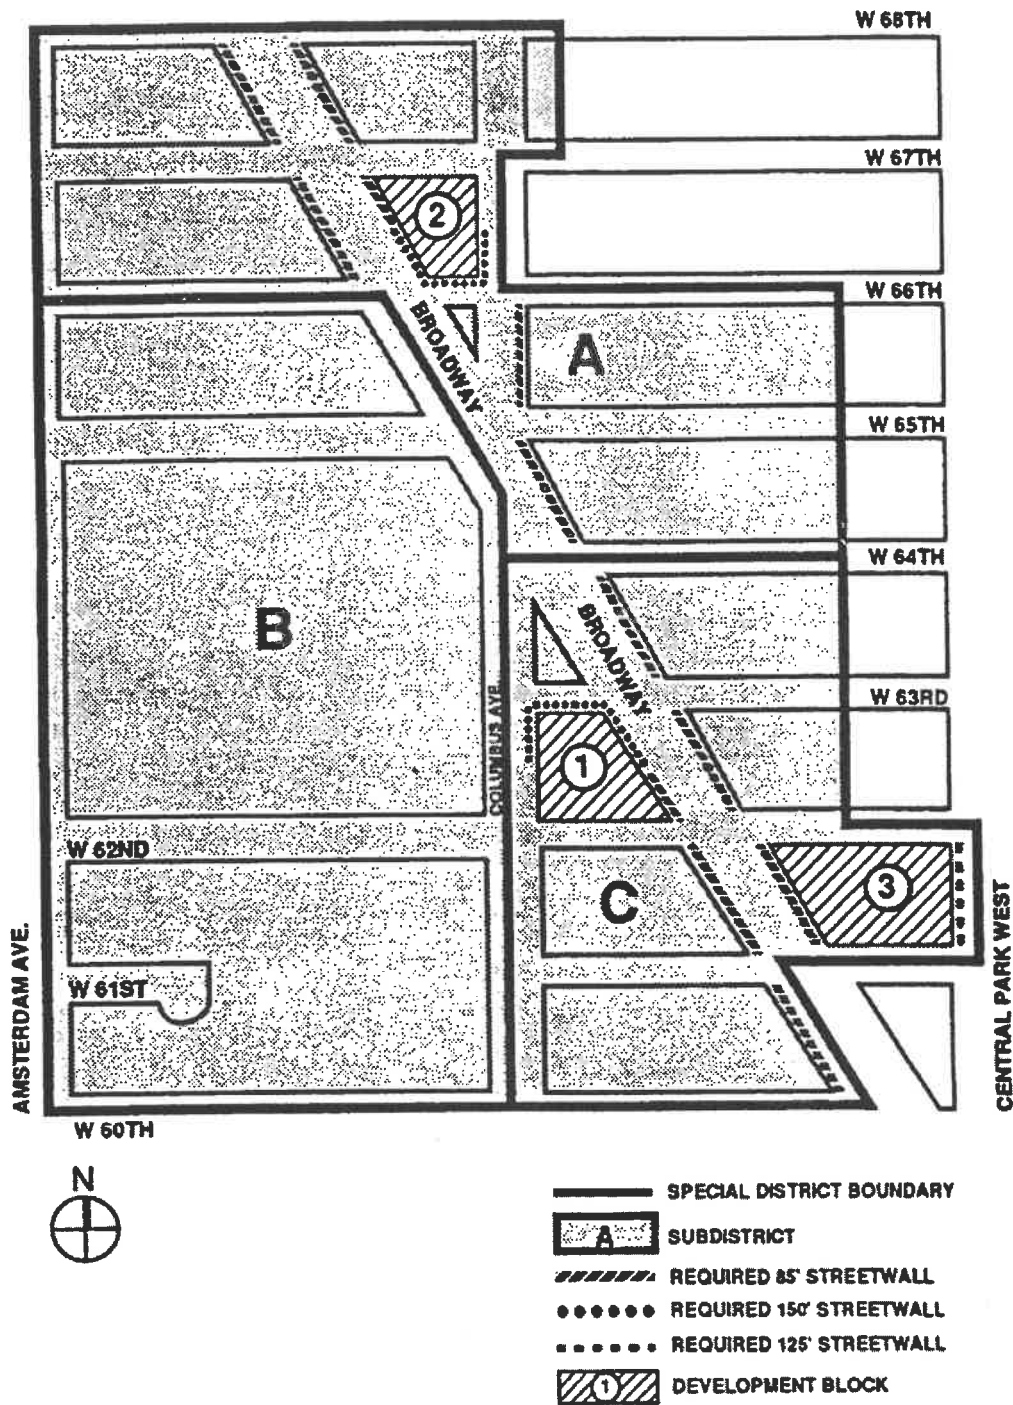 W 68TH
W 67TH
2
W 66TH
BROADWAY
A
W 65TH
W 64TH
B
BROADWAY
COLUMBUS AVE.
W 63RD
1
W 62ND
C
3
W 61ST
AMSTERDAM AVE.
CENTRAL PARK WEST
W 60TH
N
SPECIAL DISTRICT BOUNDARY
A SUBDISTRICT
REQUIRED 85' STREETWALL
REQUIRED 150' STREETWALL
REQUIRED 125' STREETWALL
1 DEVELOPMENT BLOCK